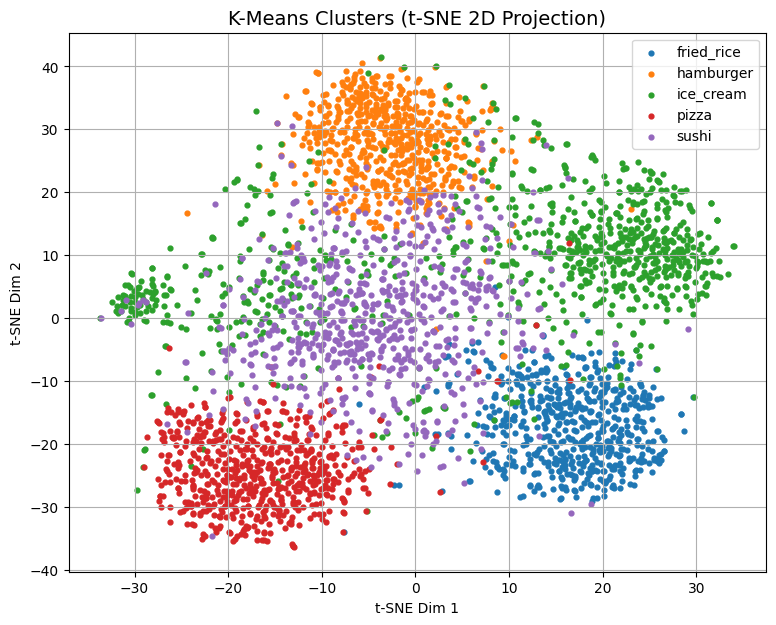 K-Means Clusters (t-SNE 2D Projection)
fried_rice
hamburger
ice_cream
pizza
sushi
40
30
20
10
0
−10
−20
−30
−40
t-SNE Dim 2
−30
−20
−10
0
10
20
30
t-SNE Dim 1